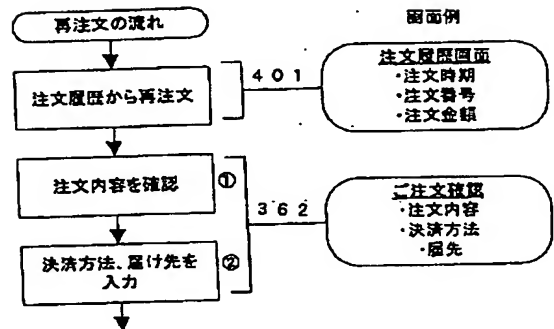 再注文の流れ
画面例
注文履歴から再注文
401
注文履歴画面
・注文時期
・注文番号
・注文金額
注文内容を確認
①
362
ご注文確認
・注文内容
・決済方法
・届先
決済方法、届け先を
入力
②